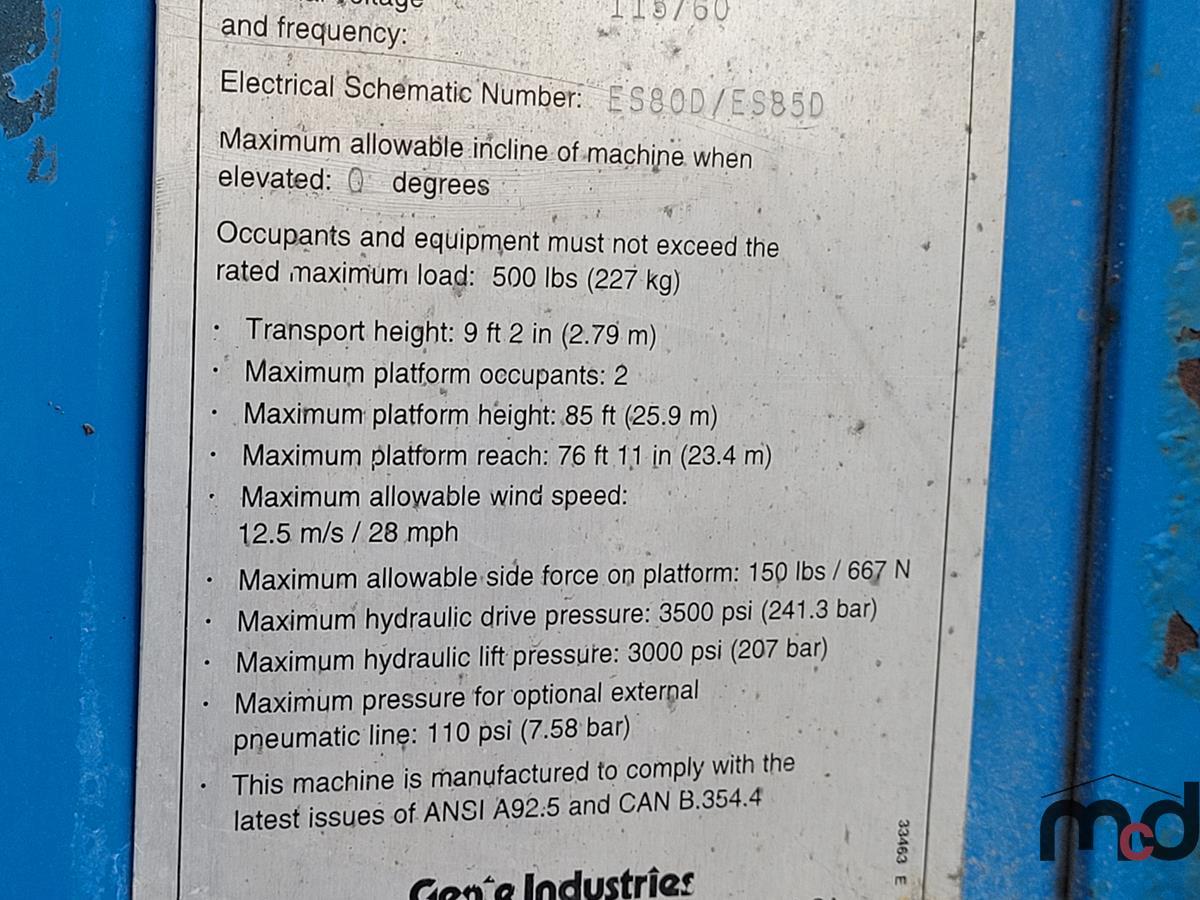 voltage 115/60
and frequency:
Electrical Schematic Number: ES80D/ES85D
Maximum allowable incline of machine when
elevated: 0 degrees
Occupants and equipment must not exceed the
rated maximum load: 500 lbs (227 kg)
· Transport height: 9 ft 2 in (2.79 m)
· Maximum platform occupants: 2
· Maximum platform height: 85 ft (25.9 m)
· Maximum platform reach: 76 ft 11 in (23.4 m)
· Maximum allowable wind speed:
12.5 m/s / 28 mph
· Maximum allowable side force on platform: 150 lbs / 667 N
· Maximum hydraulic drive pressure: 3500 psi (241.3 bar)
· Maximum hydraulic lift pressure: 3000 psi (207 bar)
· Maximum pressure for optional external
pneumatic line: 110 psi (7.58 bar)
· This machine is manufactured to comply with the
latest issues of ANSI A92.5 and CAN B.354.4
33463 E
Genie Industries
mcd